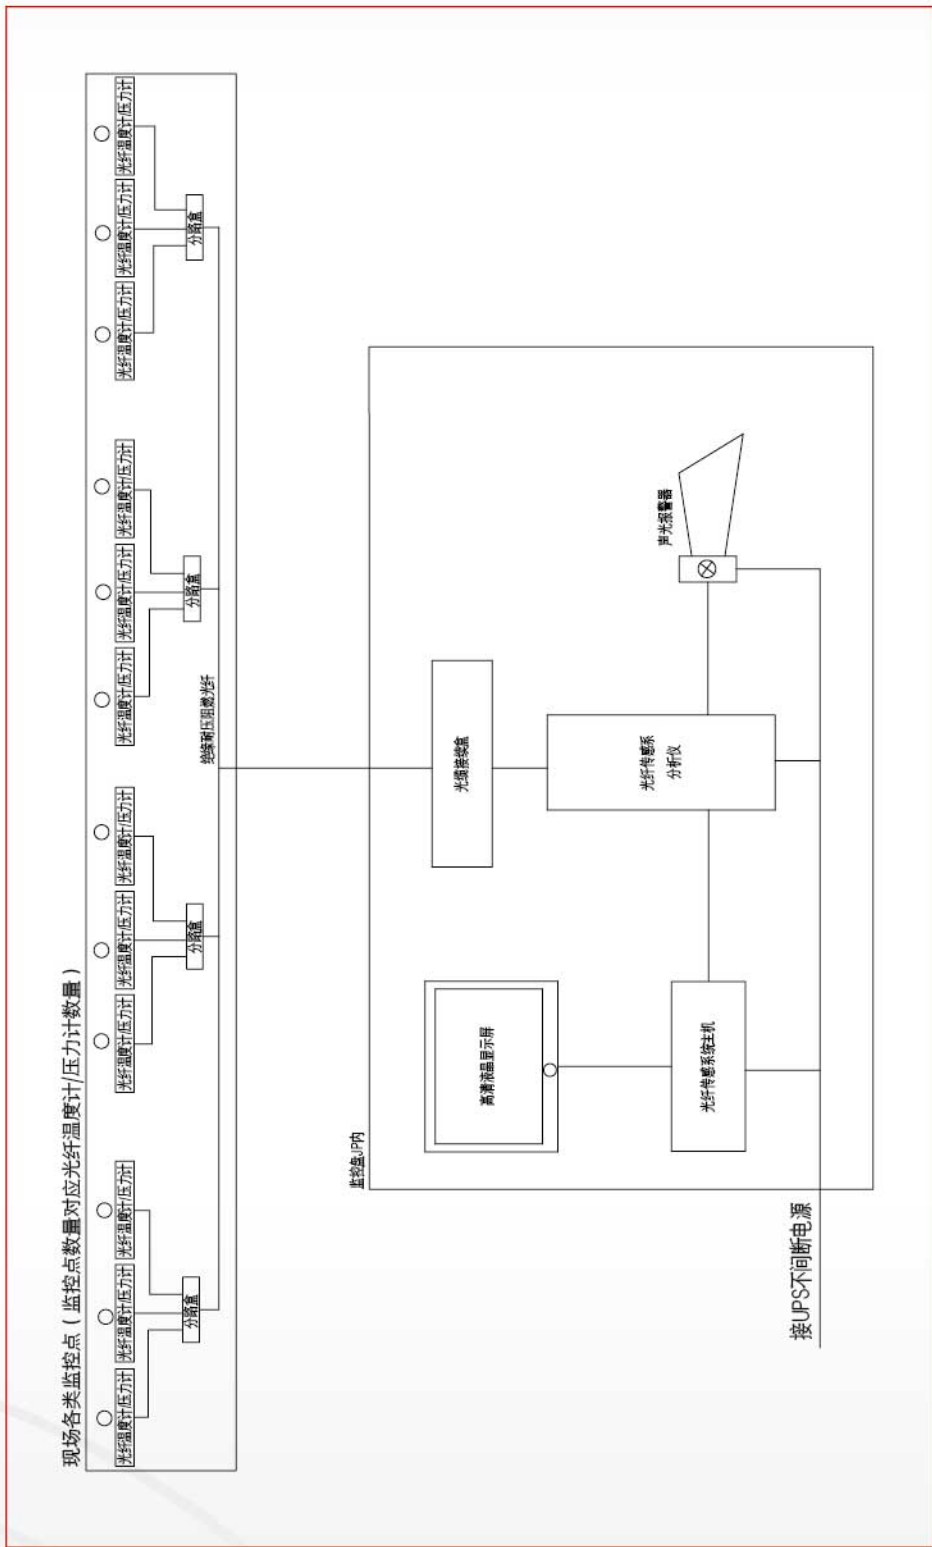 现场各类监控点（监控点数量对应光纤温度计/压力计数量）
光纤温度计/压力计
光纤温度计/压力计
光纤温度计/压力计
光纤温度计/压力计
光纤温度计/压力计
光纤温度计/压力计
光纤温度计/压力计
光纤温度计/压力计
光纤温度计/压力计
光纤温度计/压力计
光纤温度计/压力计
光纤温度计/压力计
分路盒
分路盒
分路盒
分路盒
绝缘耐压阻燃光纤
监控盘JP内
高清液晶显示屏
光缆接续盒
声光报警器
光纤传感系
分析仪
光纤传感系统主机
接UPS不间断电源